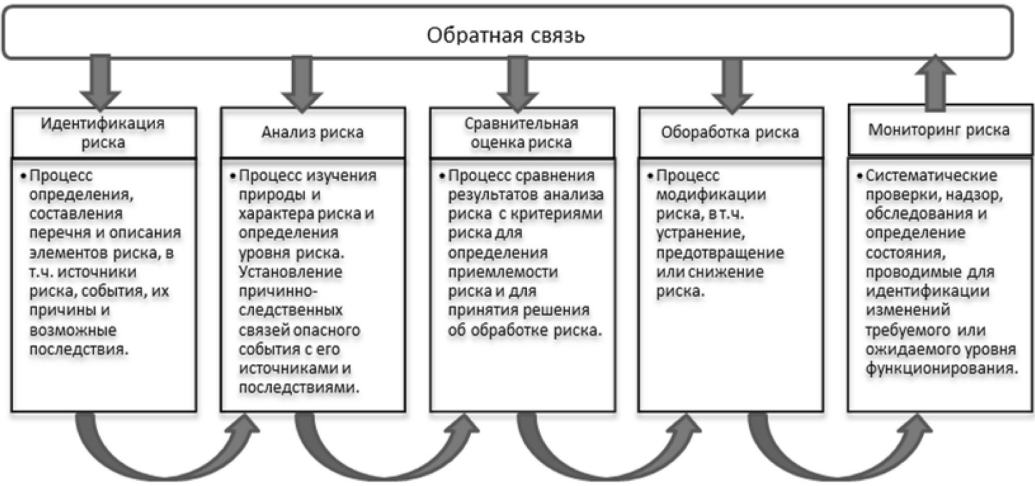 Обратная связь
Идентификация
риска
• Процесс
определения,
составления
перечня и описания
элементов риска, в
т.ч. источники
риска, события, их
причины и
возможные
последствия.
Анализ риска
• Процесс изучения
природы и
характера риска и
определения
уровня риска.
Установление
причинно-
следственных
связей опасного
события с его
источниками и
последствиями.
Сравнительная
оценка риска
• Процесс сравнения
результатов анализа
риска с критериями
риска для
определения
приемлемости
риска и для
принятия решения
об обработке риска.
Обоработка риска
• Процесс
модификации
риска, в т.ч.
устранение,
предотвращение
или снижение
риска.
Мониторинг риска
• Систематические
проверки, надзор,
обследования и
определение
состояния,
проводимые для
идентификации
изменений
требуемого или
ожидаемого уровня
функционирования.